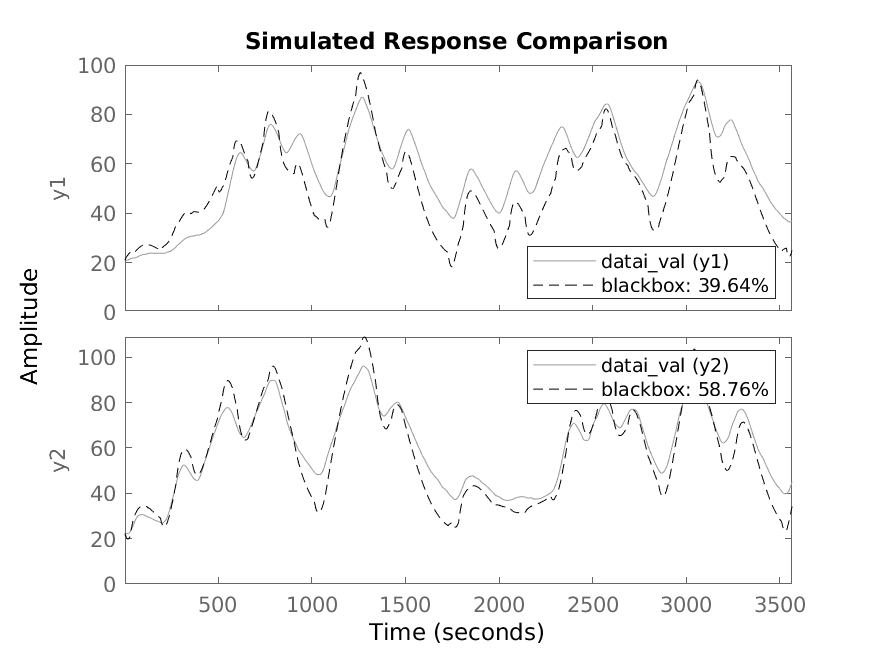 Simulated Response Comparison
100
80
60
40
20
0
y1
datai_val (y1)
blackbox: 39.64%
Amplitude
100
80
60
40
20
0
y2
datai_val (y2)
blackbox: 58.76%
500 1000 1500 2000 2500 3000 3500
Time (seconds)